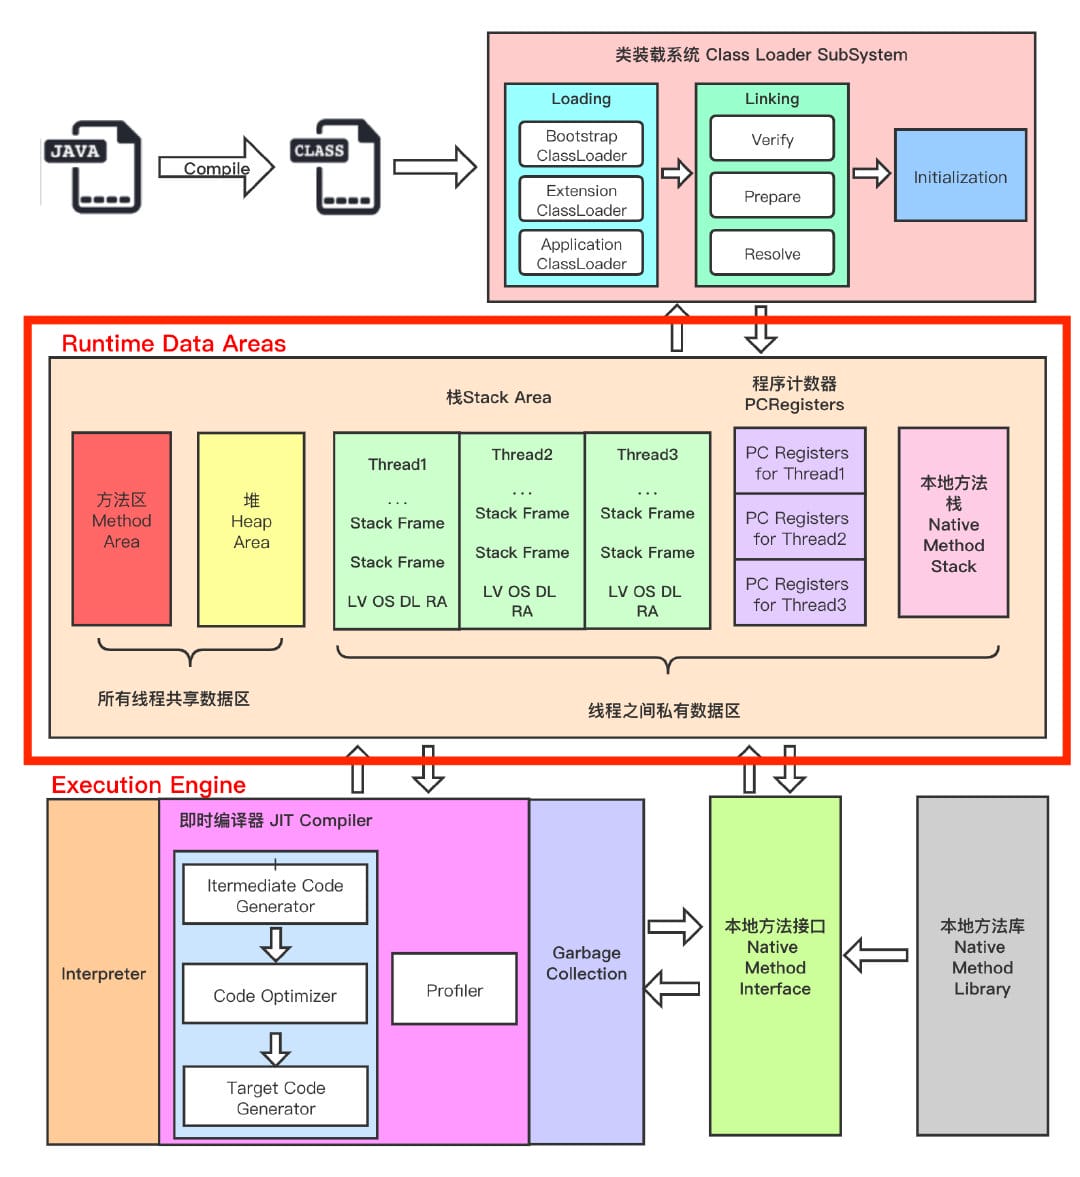 类装载系统 Class Loader SubSystem
JAVA
Compile
CLASS
Loading
Bootstrap
ClassLoader
Extension
ClassLoader
Application
ClassLoader
Linking
Verify
Prepare
Resolve
Initialization
Runtime Data Areas
栈Stack Area
程序计数器
PCRegisters
方法区
Method
Area
堆
Heap
Area
Thread1
...
Stack Frame
Stack Frame
LV OS DL RA
Thread2
...
Stack Frame
Stack Frame
LV OS DL
RA
Thread3
...
Stack Frame
Stack Frame
LV OS DL
RA
PC Registers
for Thread1
PC Registers
for Thread2
PC Registers
for Thread3
本地方法
栈
Native
Method
Stack
所有线程共享数据区
线程之间私有数据区
Execution Engine
Interpreter
即时编译器 JIT Compiler
Itermediate Code
Generator
Code Optimizer
Target Code
Generator
Profiler
Garbage
Collection
本地方法接口
Native
Method
Interface
本地方法库
Native
Method
Library